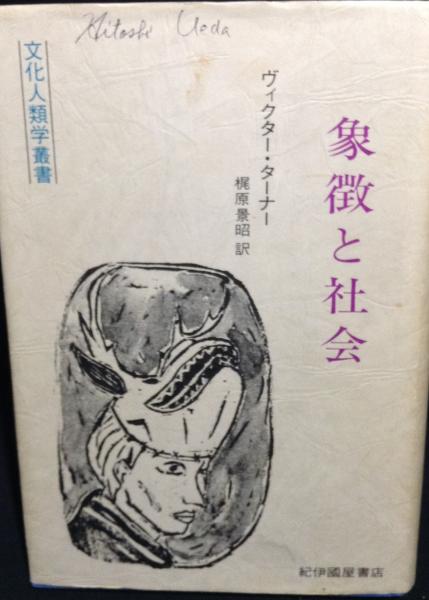 Hitoshi Ueda
文化人類学叢書
象徴と社会
ヴィクター・ターナー
梶原景昭 訳
紀伊國屋書店